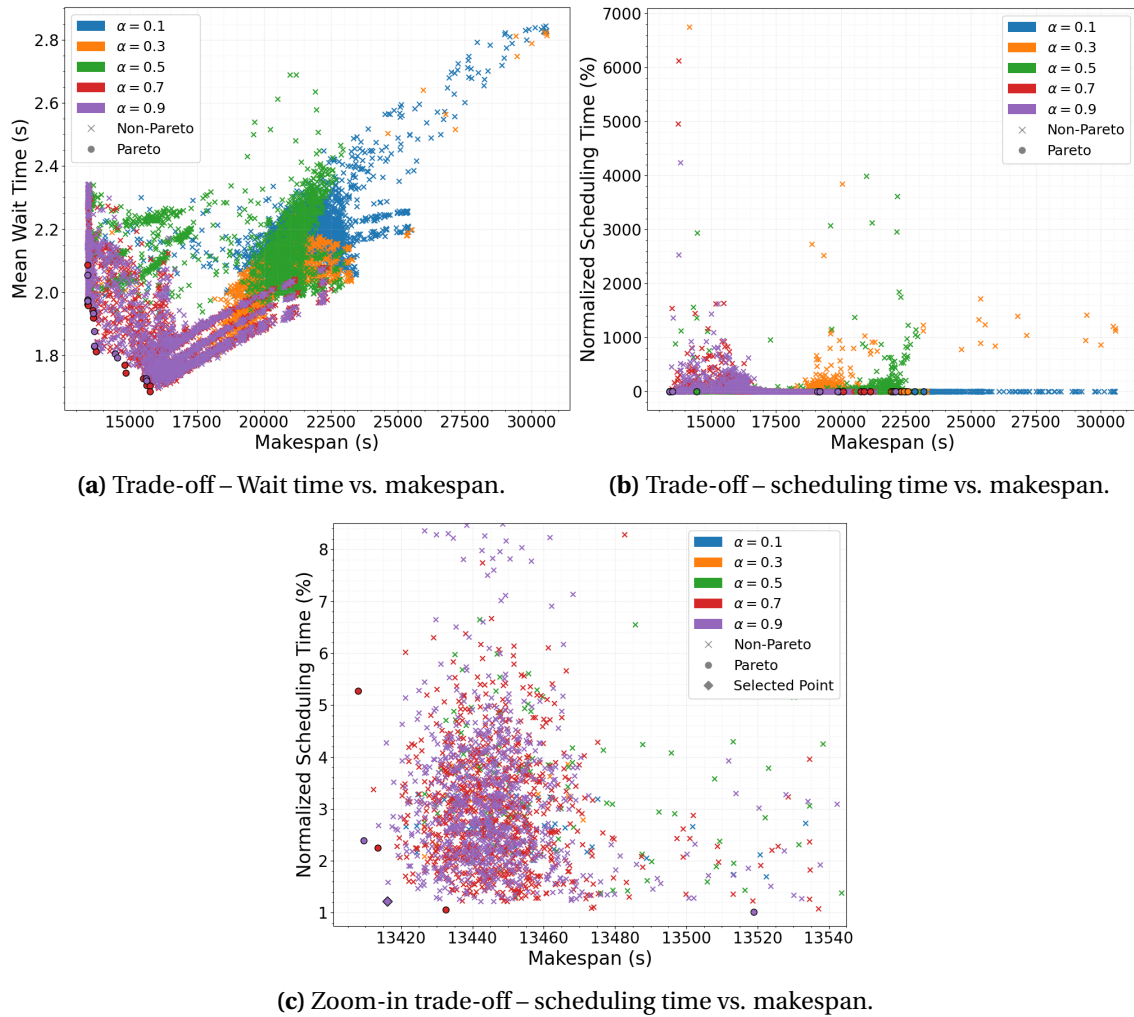 2.8
2.6
2.4
2.2
2.0
1.8
Mean Wait Time (s)
15000 17500 20000 22500 25000 27500 30000
Makespan (s)
α = 0.1
α = 0.3
α = 0.5
α = 0.7
α = 0.9
Non-Pareto
Pareto
(a) Trade-off – Wait time vs. makespan.
7000
6000
5000
4000
3000
2000
1000
0
Normalized Scheduling Time (%)
15000 17500 20000 22500 25000 27500 30000
Makespan (s)
α = 0.1
α = 0.3
α = 0.5
α = 0.7
α = 0.9
Non-Pareto
Pareto
(b) Trade-off – scheduling time vs. makespan.
8
7
6
5
4
3
2
1
Normalized Scheduling Time (%)
13420 13440 13460 13480 13500 13520 13540
Makespan (s)
α = 0.1
α = 0.3
α = 0.5
α = 0.7
α = 0.9
Non-Pareto
Pareto
Selected Point
(c) Zoom-in trade-off – scheduling time vs. makespan.